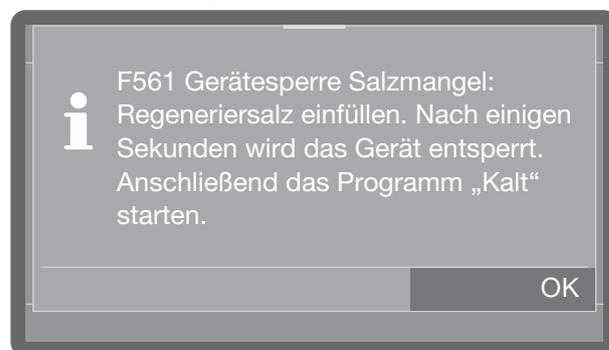 F561 Gerätesperre Salzmangel:
Regeneriersalz einfüllen. Nach einigen
Sekunden wird das Gerät entsperrt.
Anschließend das Programm „Kalt“
starten.
OK